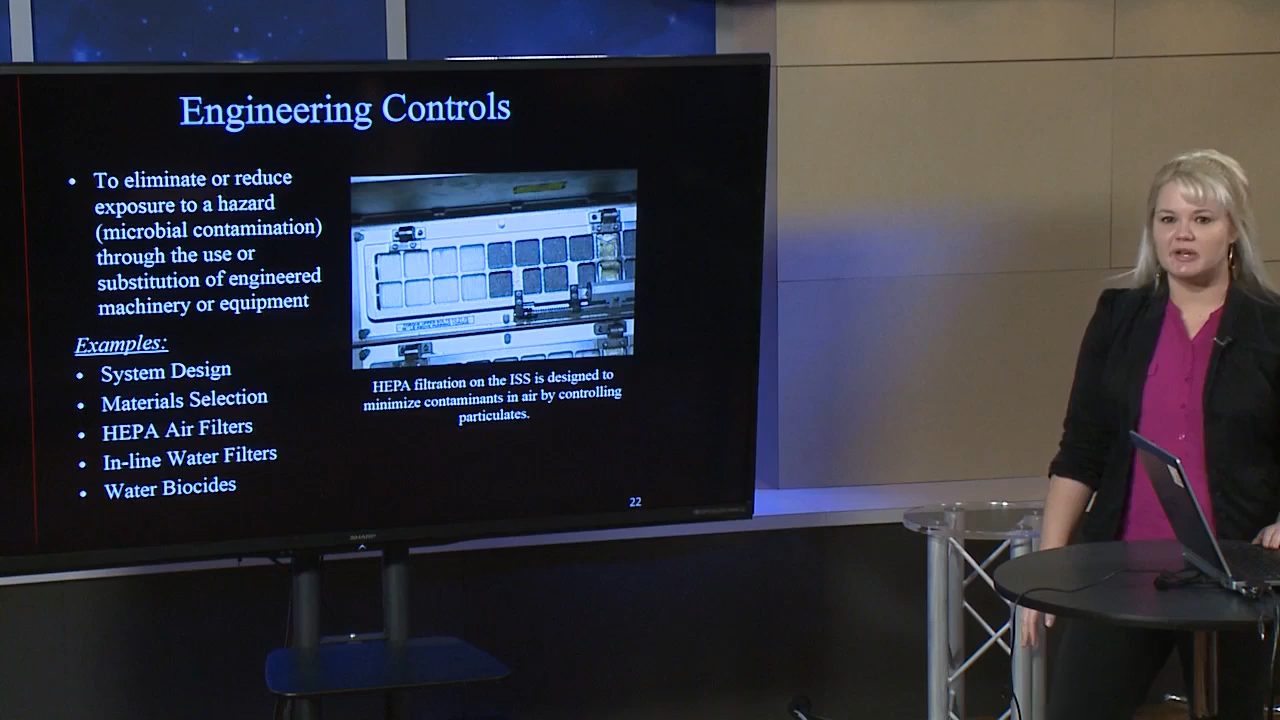 Engineering Controls
• To eliminate or reduce
exposure to a hazard
(microbial contamination)
through the use or
substitution of engineered
machinery or equipment
Examples:
• System Design
• Materials Selection
• HEPA Air Filters
• In-line Water Filters
• Water Biocides
HEPA filtration on the ISS is designed to
minimize contaminants in air by controlling
particulates.
22
SHARP